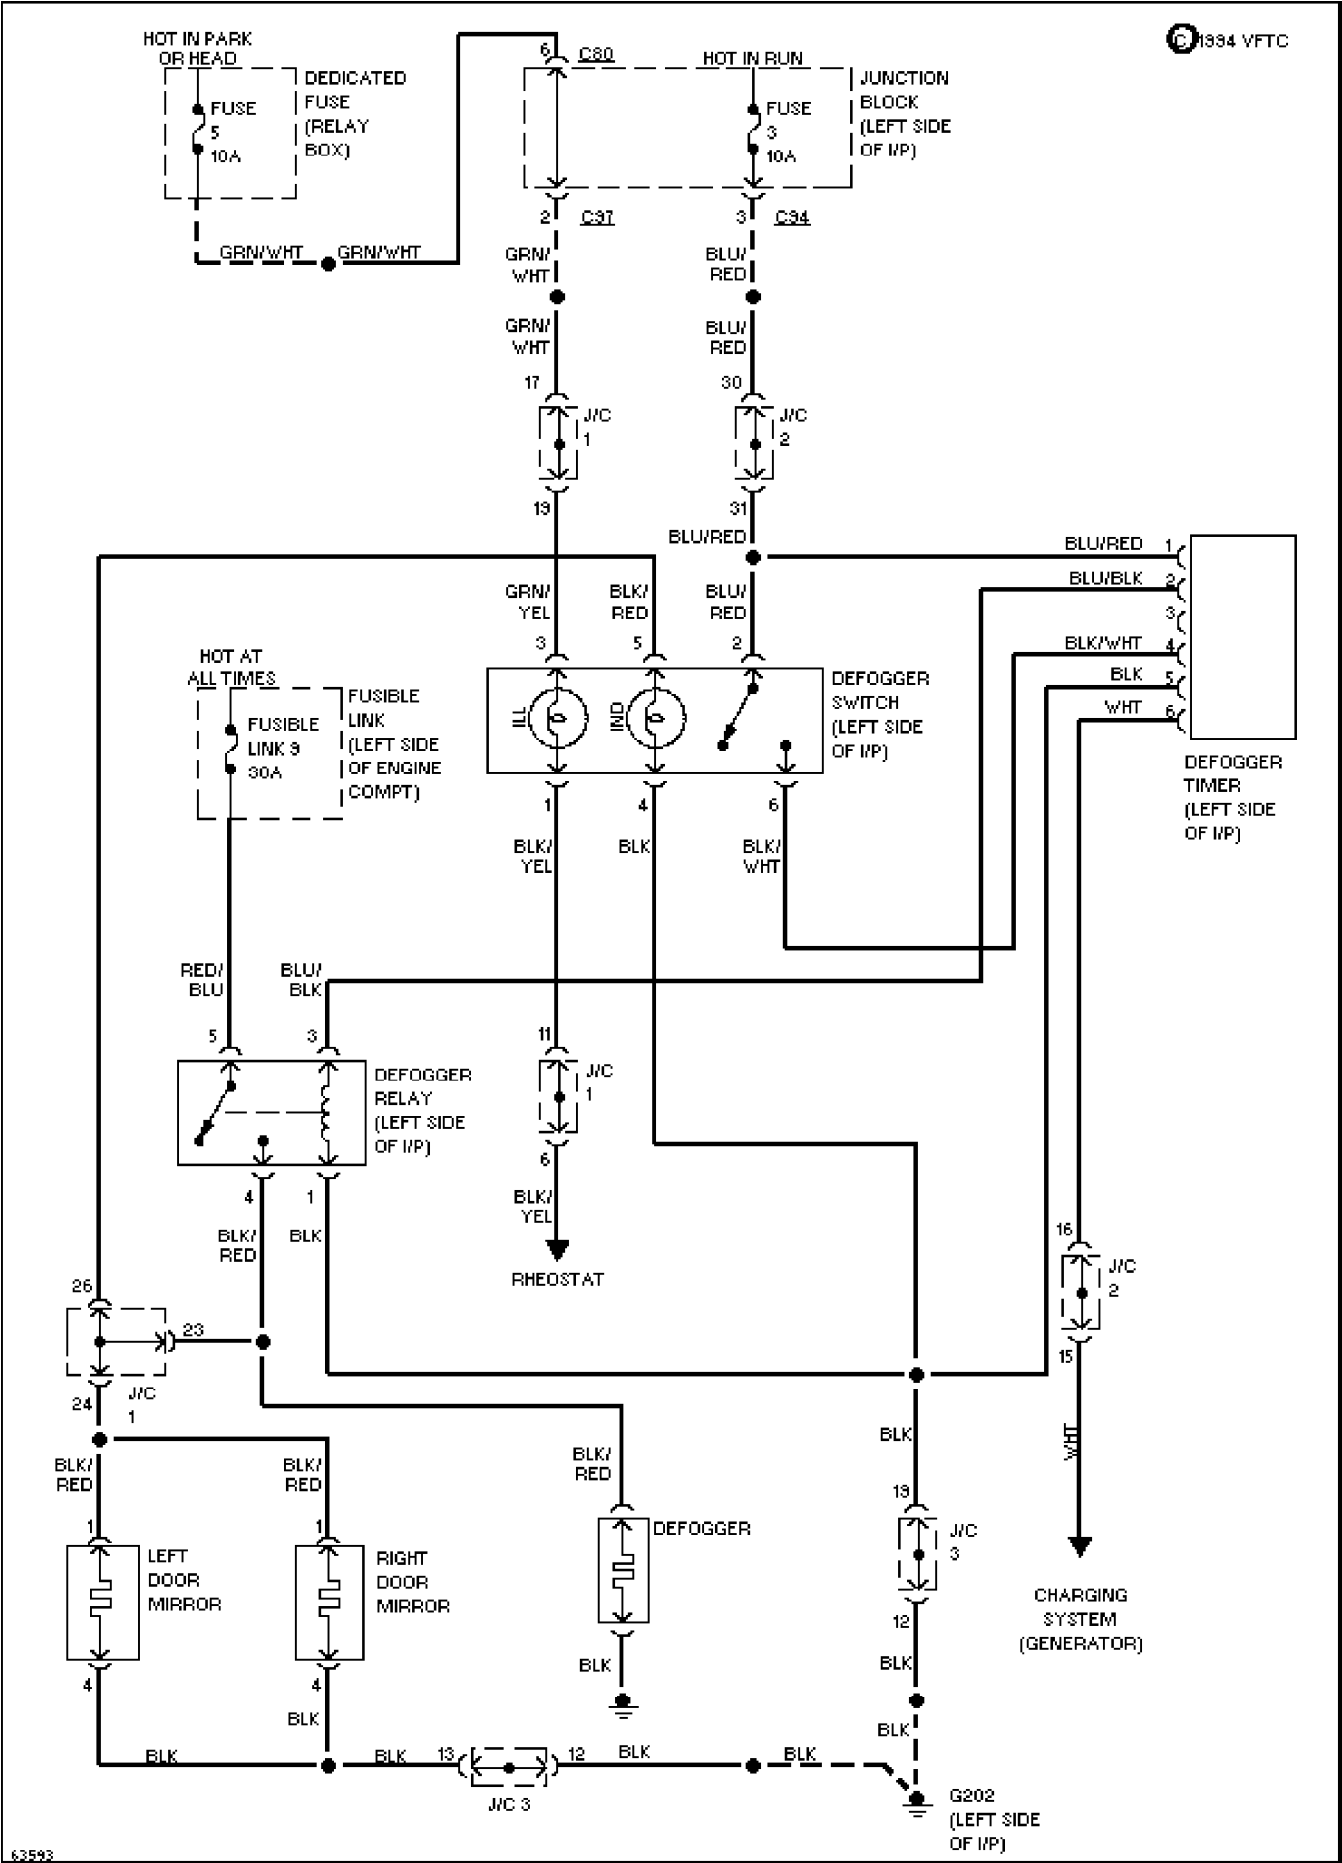 HOT IN PARK
OR HEAD
DEDICATED
FUSE
(RELAY
BOX)
FUSE
5
10A
GRN/WHT
GRN/WHT
6
C80
HOT IN RUN
FUSE
3
10A
JUNCTION
BLOCK
(LEFT SIDE
OF I/P)
C 1994 VFTC
2
C97
3
C94
GRN/
WHT
BLU/
RED
GRN/
WHT
BLU/
RED
17
J/C
1
19
30
J/C
2
31
BLU/RED
GRN/
YEL
BLK/
RED
BLU/
RED
3
5
2
BLU/RED
1
BLU/BLK
2
3
BLK/WHT
4
BLK
5
WHT
6
DEFOGGER
TIMER
(LEFT SIDE
OF I/P)
HOT AT
ALL TIMES
FUSIBLE
LINK 9
30A
FUSIBLE
LINK
(LEFT SIDE
OF ENGINE
COMPT)
ILL
IND
DEFOGGER
SWITCH
(LEFT SIDE
OF I/P)
1
4
6
BLK/
YEL
BLK
BLK/
WHT
RED/
BLU
BLU/
BLK
5
3
DEFOGGER
RELAY
(LEFT SIDE
OF I/P)
4
1
BLK/
RED
BLK
11
J/C
1
6
BLK/
YEL
RHEOSTAT
26
23
24
J/C
1
16
J/C
2
15
WHT
CHARGING
SYSTEM
(GENERATOR)
BLK/
RED
BLK/
RED
BLK/
RED
BLK
1
LEFT
DOOR
MIRROR
4
1
RIGHT
DOOR
MIRROR
4
DEFOGGER
BLK
19
J/C
3
12
BLK
BLK
BLK
BLK
BLK
13
12
J/C 3
BLK
BLK
G202
(LEFT SIDE
OF I/P)
63593